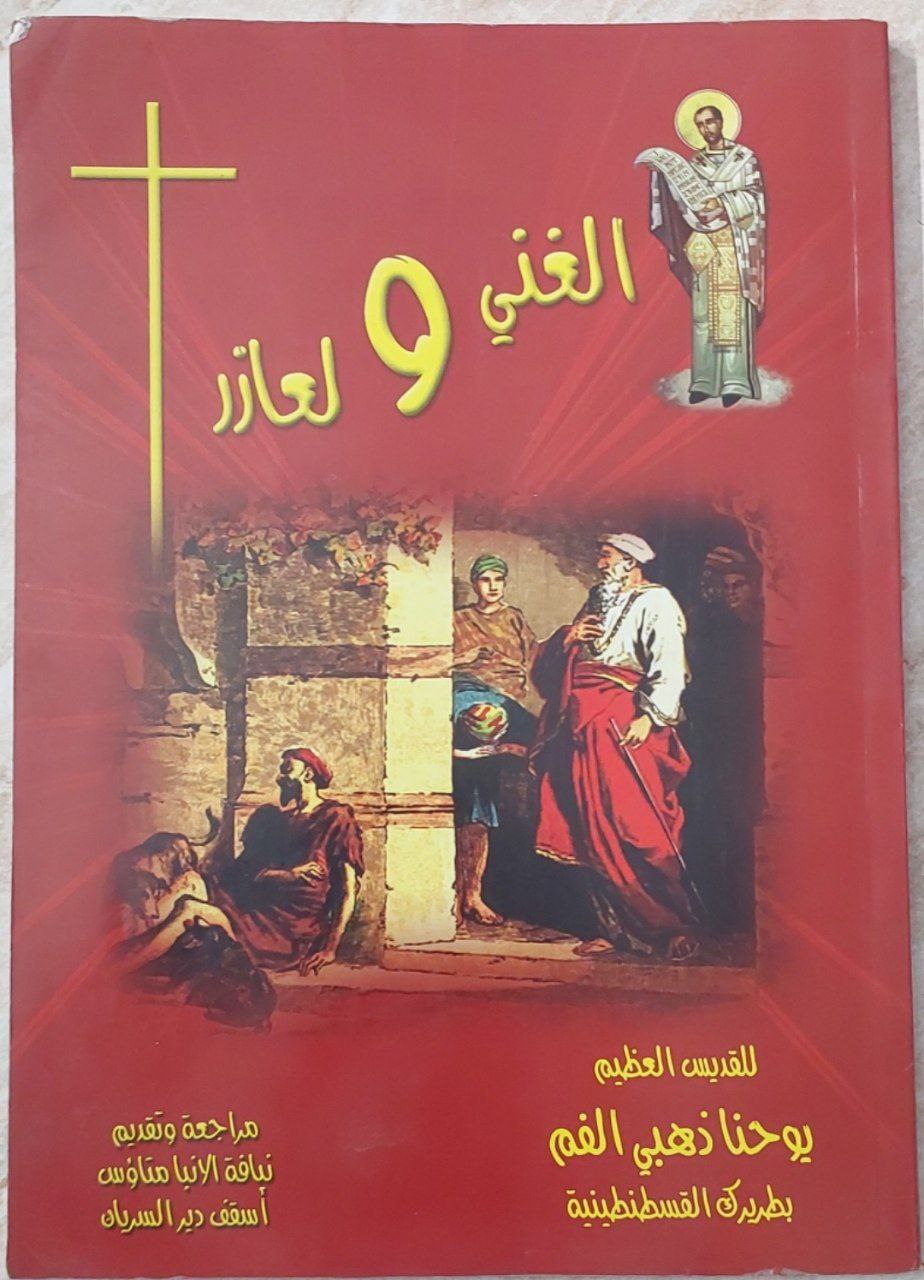 الغني و لعازر
للقديس العظيم
يوحنا ذهبي الفم
بطريرك القسطنطينية
مراجعة وتقديم
نيافة الانبا متاؤس
أسقف دير السريان